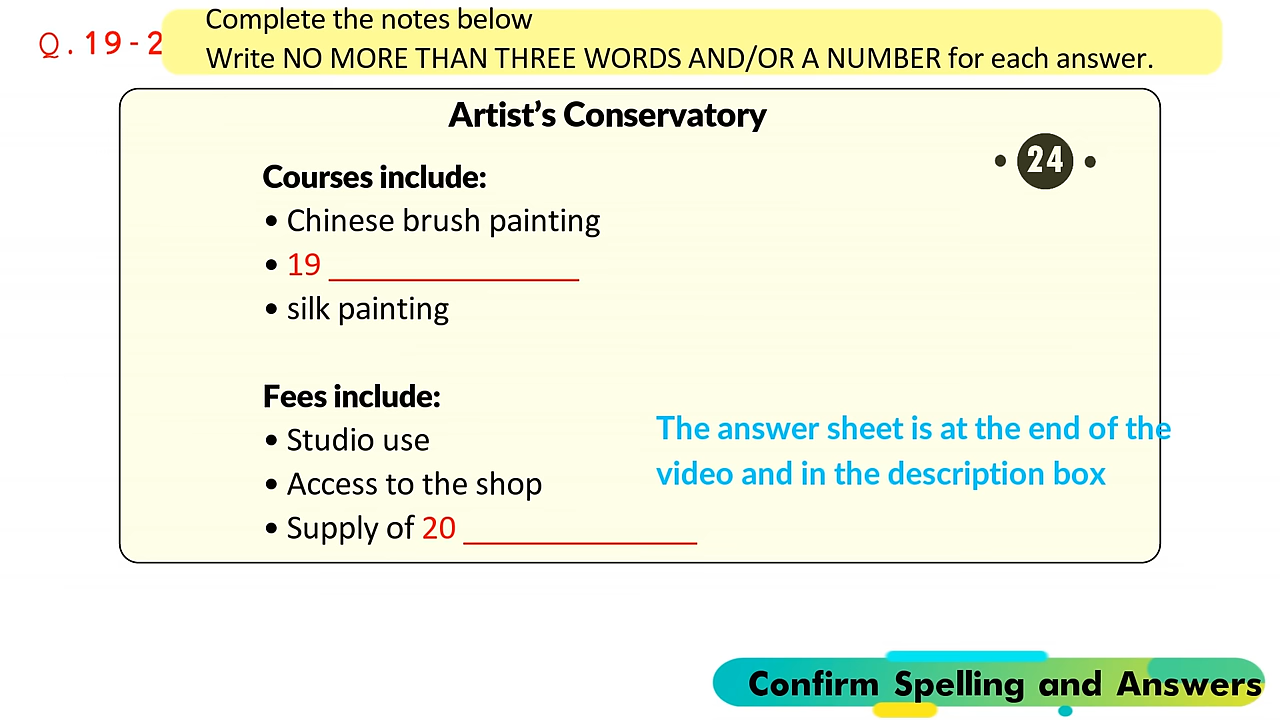 Q.19-2
Complete the notes below
Write NO MORE THAN THREE WORDS AND/OR A NUMBER for each answer.
Artist's Conservatory
• 24 •
Courses include:
• Chinese brush painting
• 19 _______________
• silk painting
Fees include:
• Studio use
• Access to the shop
• Supply of 20 ______________
The answer sheet is at the end of the
video and in the description box
Confirm Spelling and Answers